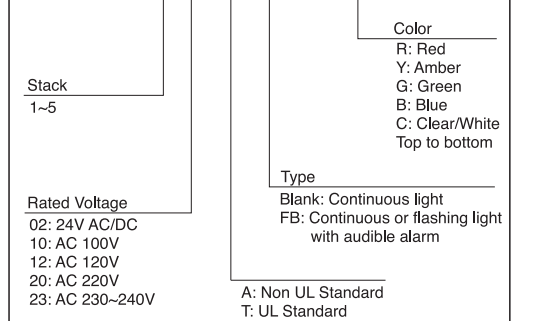 Color
R: Red
Y: Amber
G: Green
B: Blue
C: Clear/White
Top to bottom
Stack
1~5
Type
Blank: Continuous light
FB: Continuous or flashing light
with audible alarm
Rated Voltage
02: 24V AC/DC
10: AC 100V
12: AC 120V
20: AC 220V
23: AC 230~240V
A: Non UL Standard
T: UL Standard